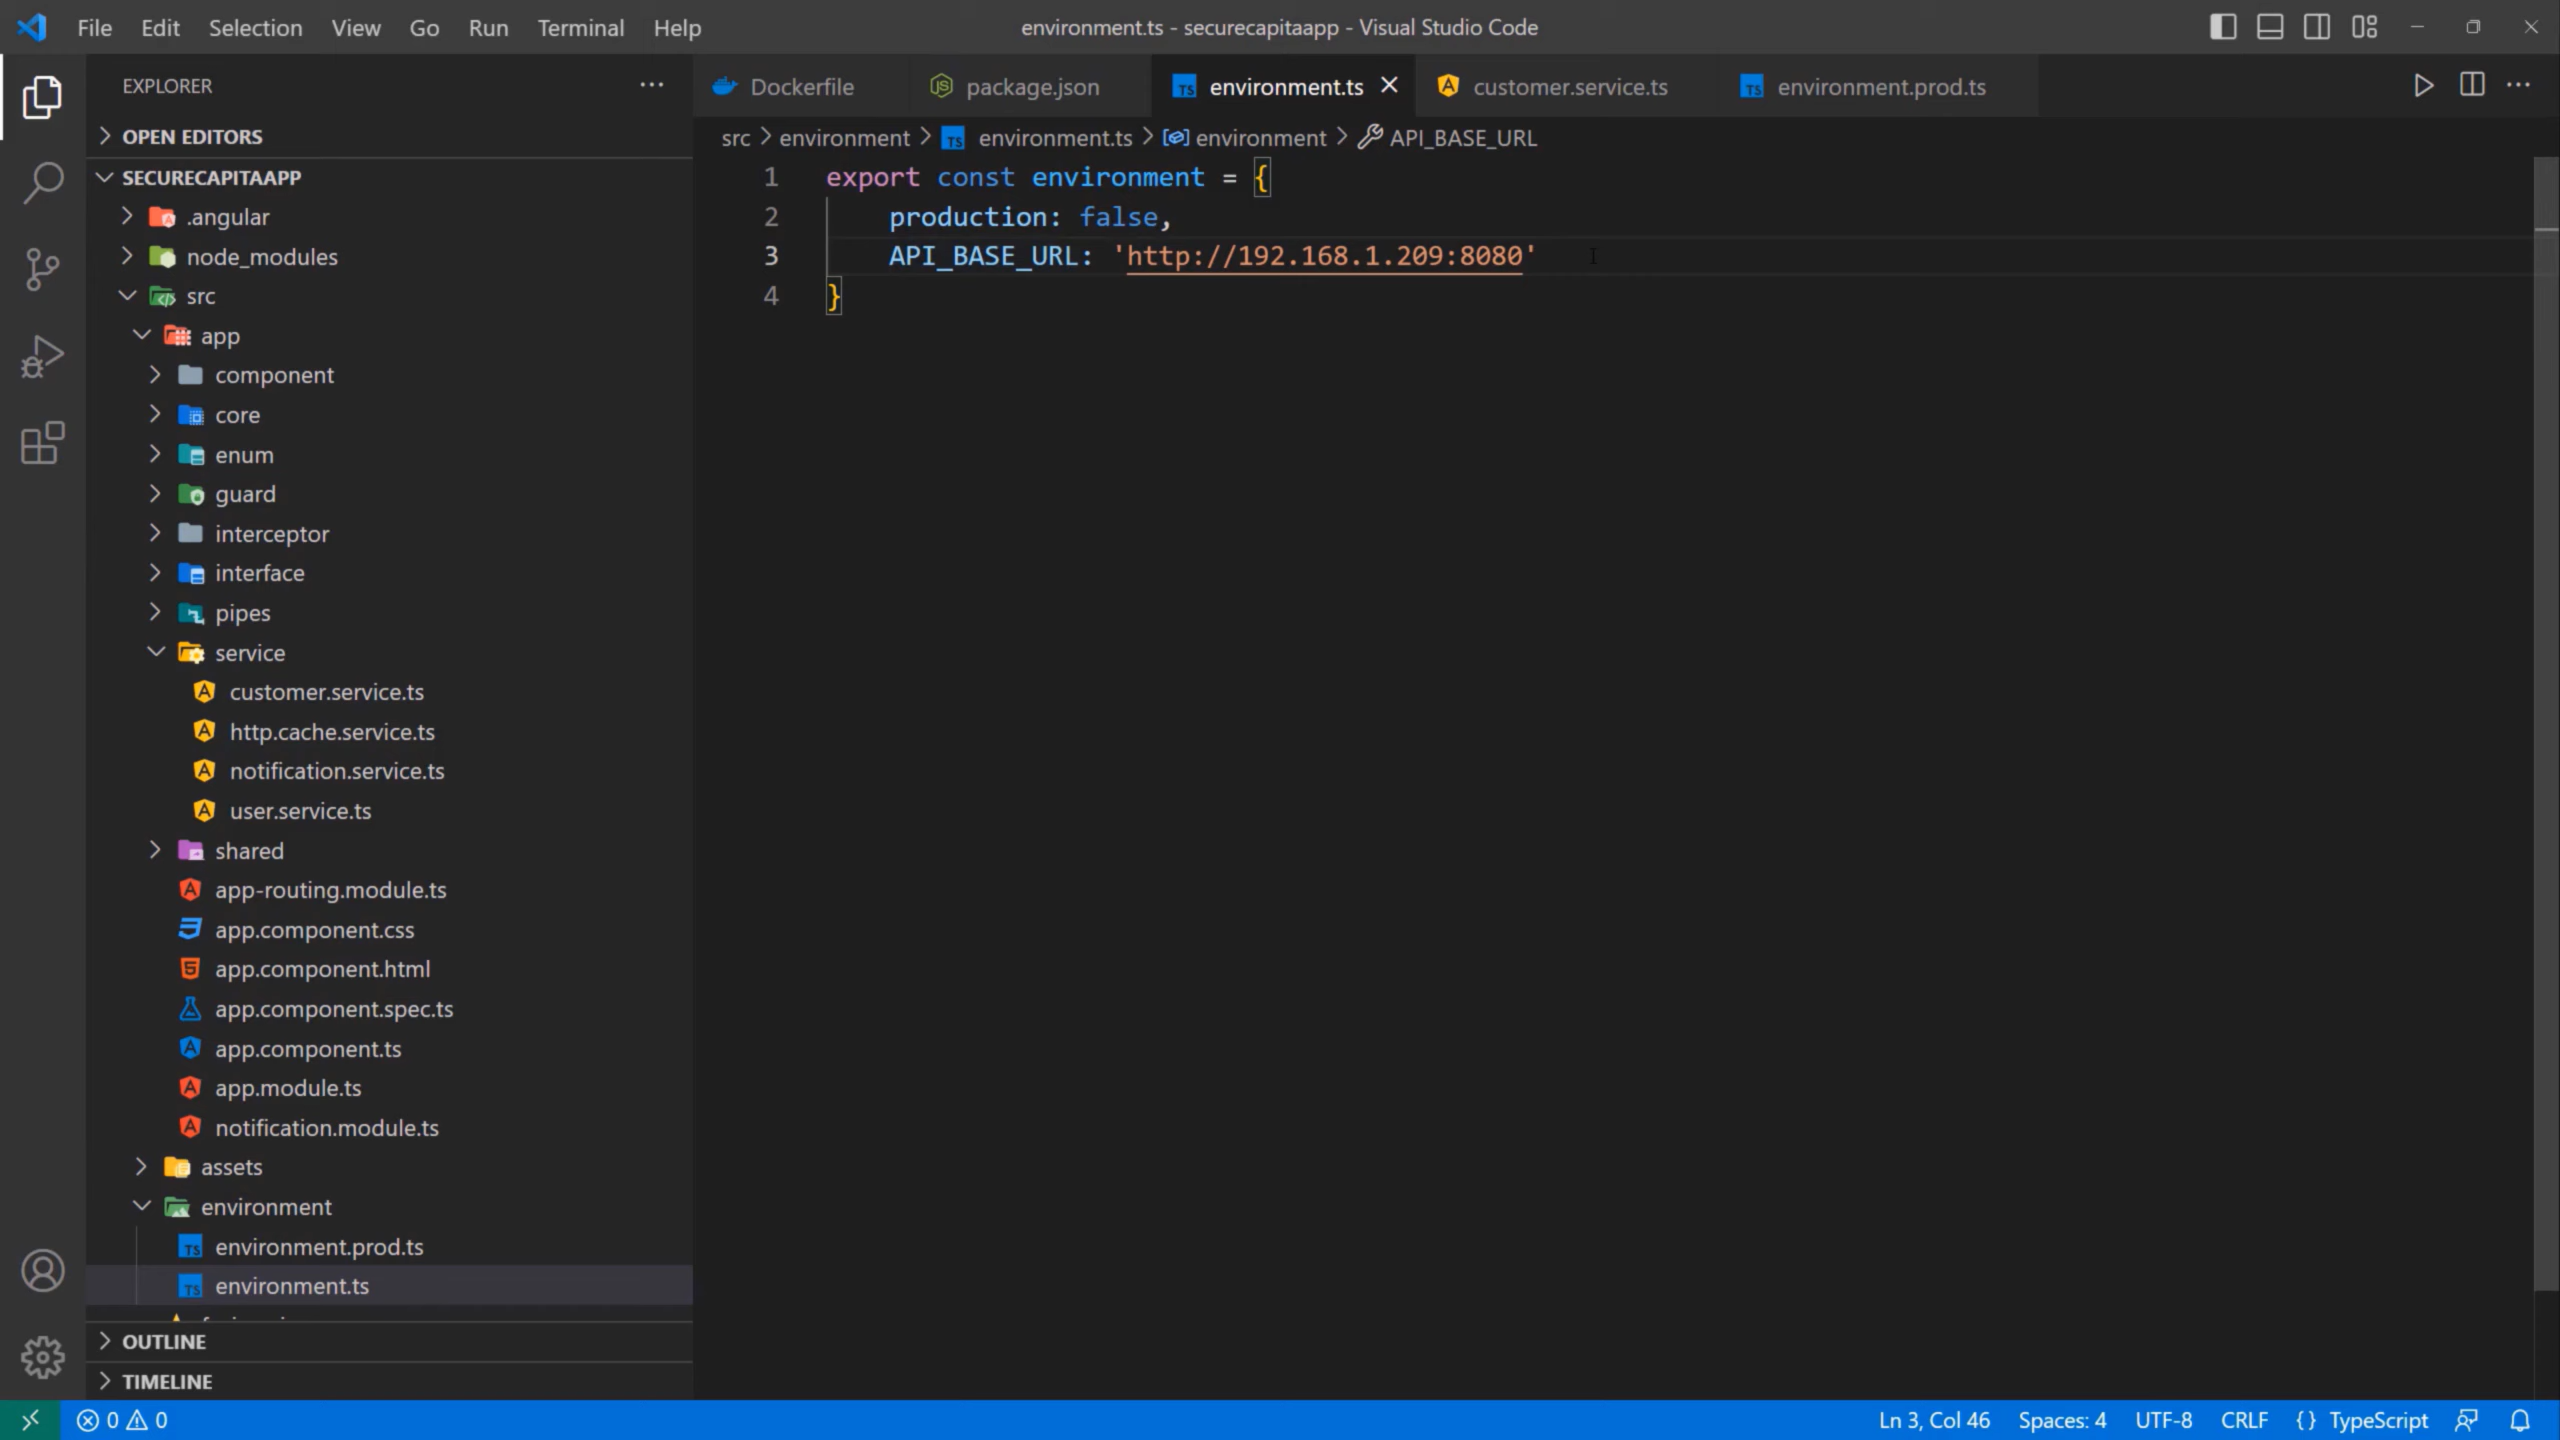 File Edit Selection View Go Run Terminal Help
environment.ts - securecapitaapp - Visual Studio Code
EXPLORER
OPEN EDITORS
SECURECAPITAAPP
.angular
node_modules
src
app
component
core
enum
guard
interceptor
interface
pipes
service
customer.service.ts
http.cache.service.ts
notification.service.ts
user.service.ts
shared
app-routing.module.ts
app.component.css
app.component.html
app.component.spec.ts
app.component.ts
app.module.ts
notification.module.ts
assets
environment
environment.prod.ts
environment.ts
OUTLINE
TIMELINE
Dockerfile package.json environment.ts customer.service.ts environment.prod.ts
src > environment > TS environment.ts > environment > API_BASE_URL
1 export const environment = {
2 production: false,
3 API_BASE_URL: 'http://192.168.1.209:8080'
4 }
0 0
Ln 3, Col 46 Spaces: 4 UTF-8 CRLF {} TypeScript